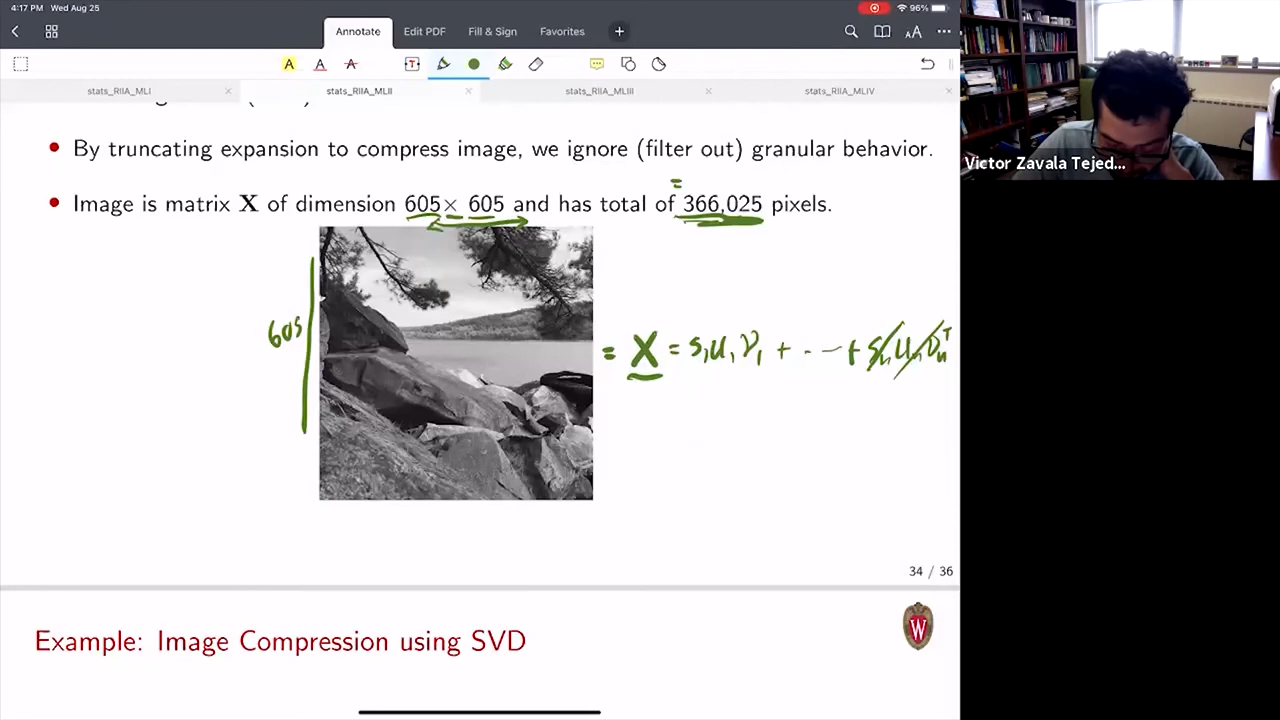 4:17 PM Wed Aug 25
96%
Annotate
Edit PDF
Fill & Sign
Favorites
stats_RIIA_MLI
stats_RIIA_MLII
stats_RIIA_MLIII
stats_RIIA_MLIV
• By truncating expansion to compress image, we ignore (filter out) granular behavior.
• Image is matrix X of dimension 605× 605 and has total of 366,025 pixels.
605
= X = s₁u₁v₁ + ... + sₙuₙvₙᵀ
34 / 36
Example: Image Compression using SVD
W
Victor Zavala Tejed...